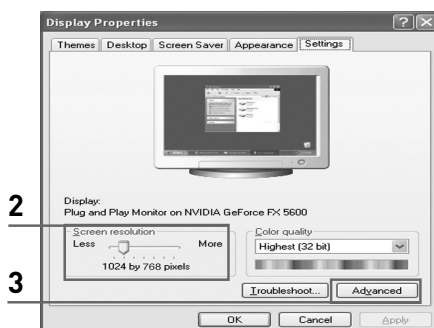 Display Properties
Themes Desktop Screen Saver Appearance Settings
Display:
Plug and Play Monitor on NVIDIA GeForce FX 5600
2
Screen resolution
Less More
1024 by 768 pixels
Color quality
Highest (32 bit)
3
Troubleshoot... Advanced
OK Cancel Apply